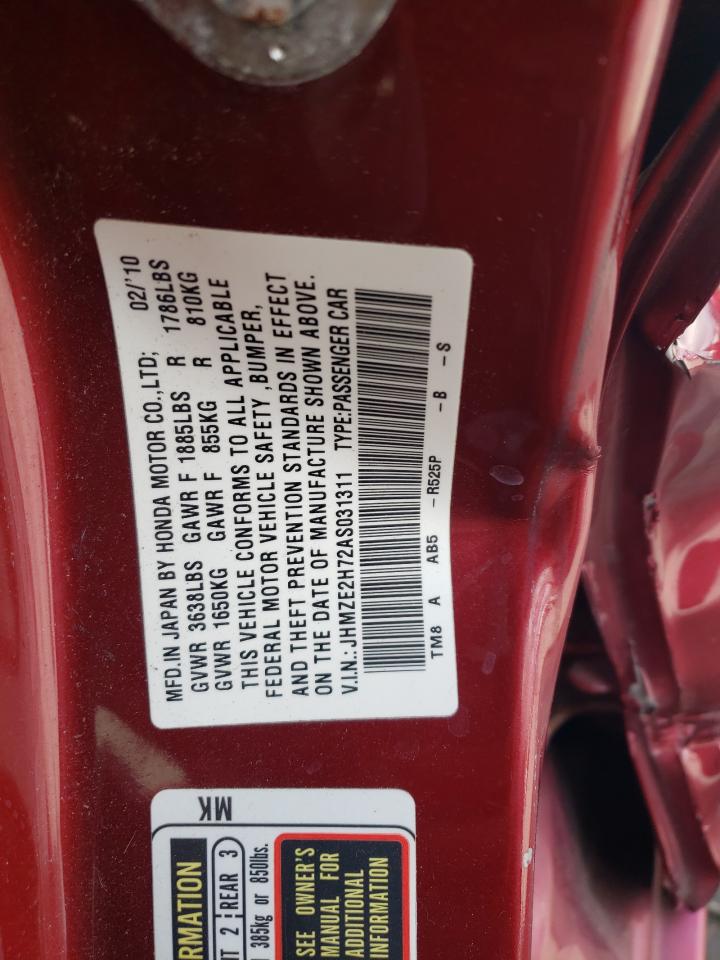 MFD. IN JAPAN BY HONDA MOTOR CO., LTD; 02/'10
GVWR 3638LBS GAWR F 1885LBS R 1786LBS
GVWR 1650KG GAWR F 855KG R 810KG
THIS VEHICLE CONFORMS TO ALL APPLICABLE
FEDERAL MOTOR VEHICLE SAFETY ,BUMPER,
AND THEFT PREVENTION STANDARDS IN EFFECT
ON THE DATE OF MANUFACTURE SHOWN ABOVE.
V.I.N.: JHMZE2H72AS031311 TYPE:PASSENGER CAR
TM8 A AB5 -R525P -B -S
MK
2 REAR 3
385kg or 850lbs.
SEE OWNER'S
MANUAL FOR
ADDITIONAL
INFORMATION